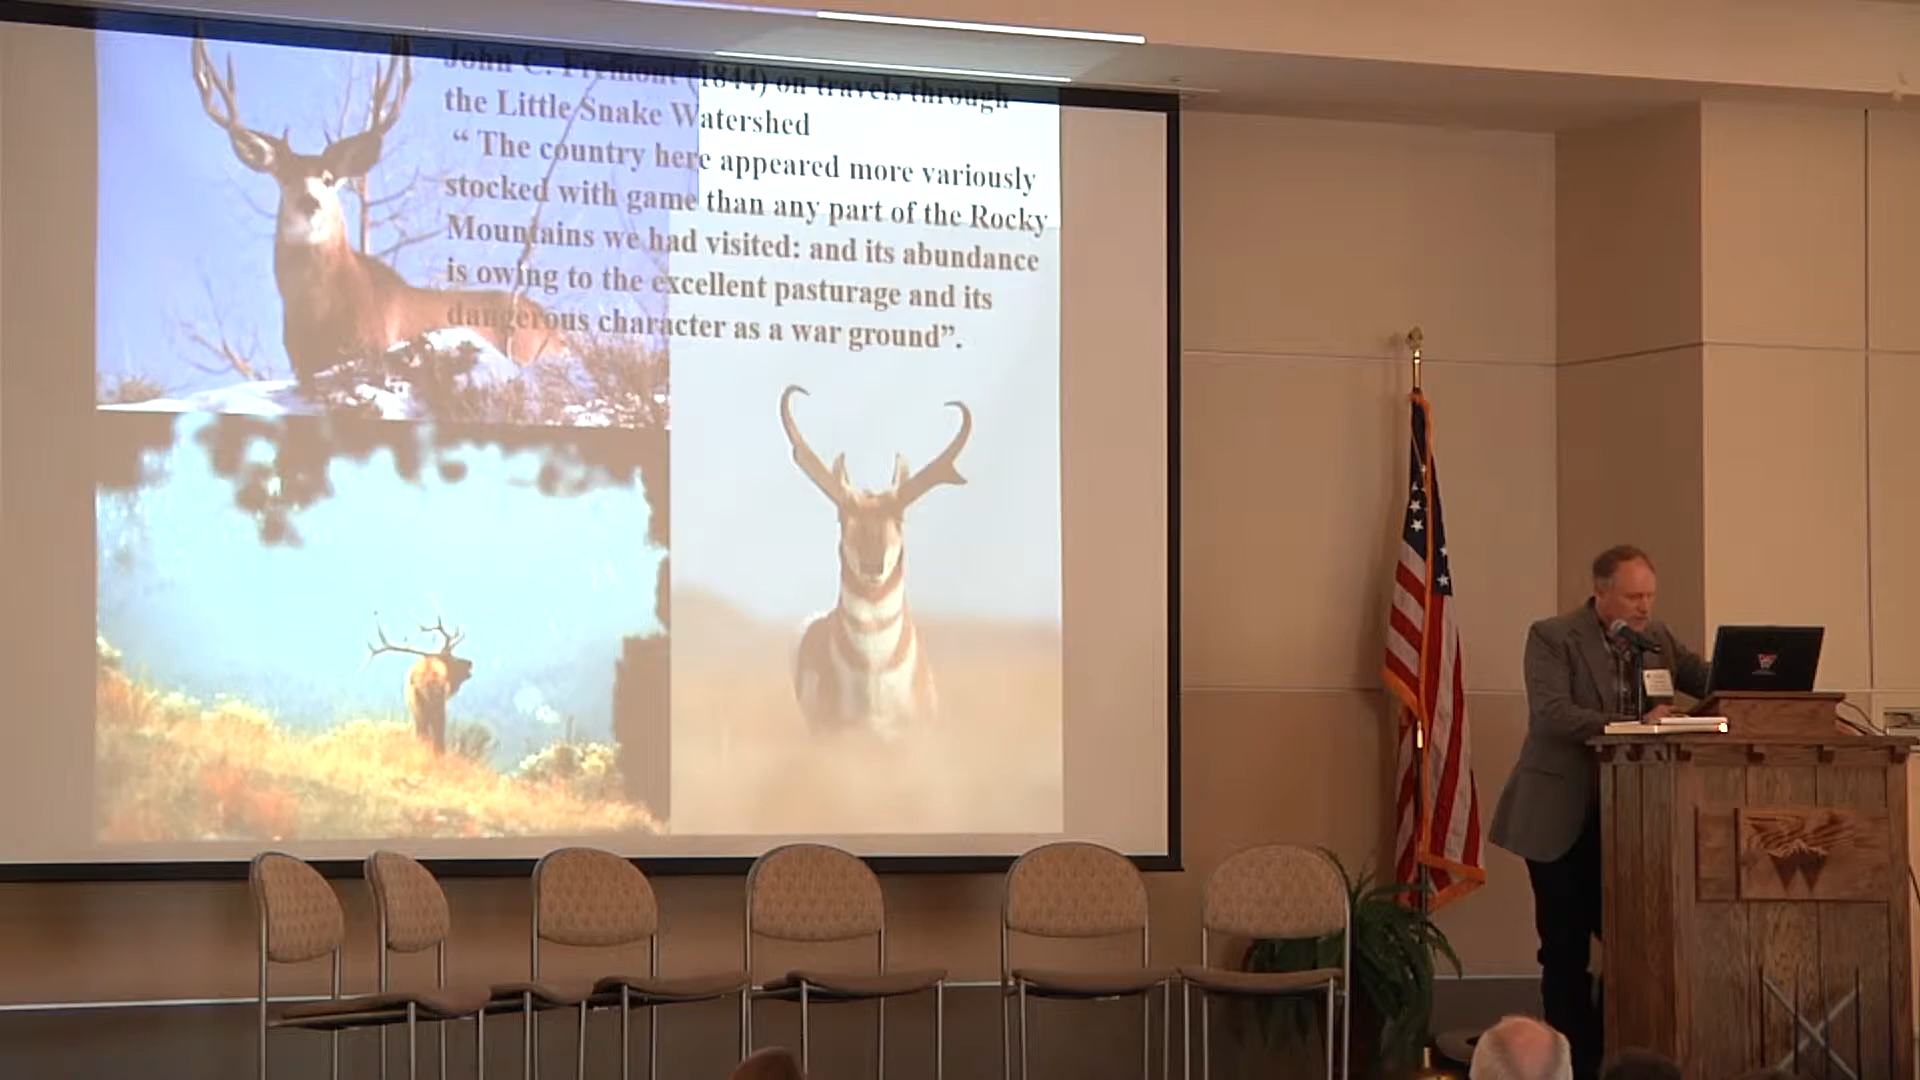 John C. Fremont (1844) on travels through
the Little Snake Watershed
“ The country here appeared more variously
stocked with game than any part of the Rocky
Mountains we had visited: and its abundance
is owing to the excellent pasturage and its
dangerous character as a war ground”.
W